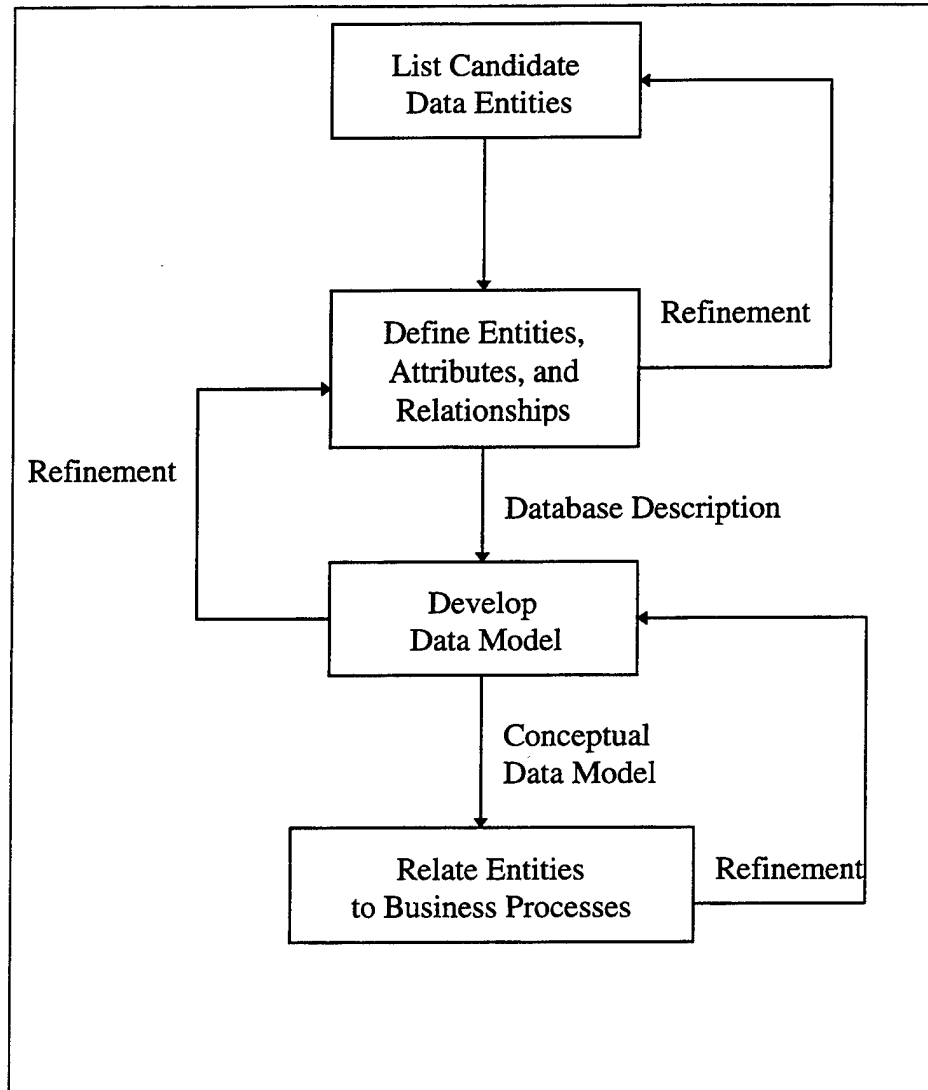 List Candidate
Data Entities
Refinement
Define Entities,
Attributes, and
Relationships
Refinement
Database Description
Develop
Data Model
Conceptual
Data Model
Relate Entities
to Business Processes
Refinement